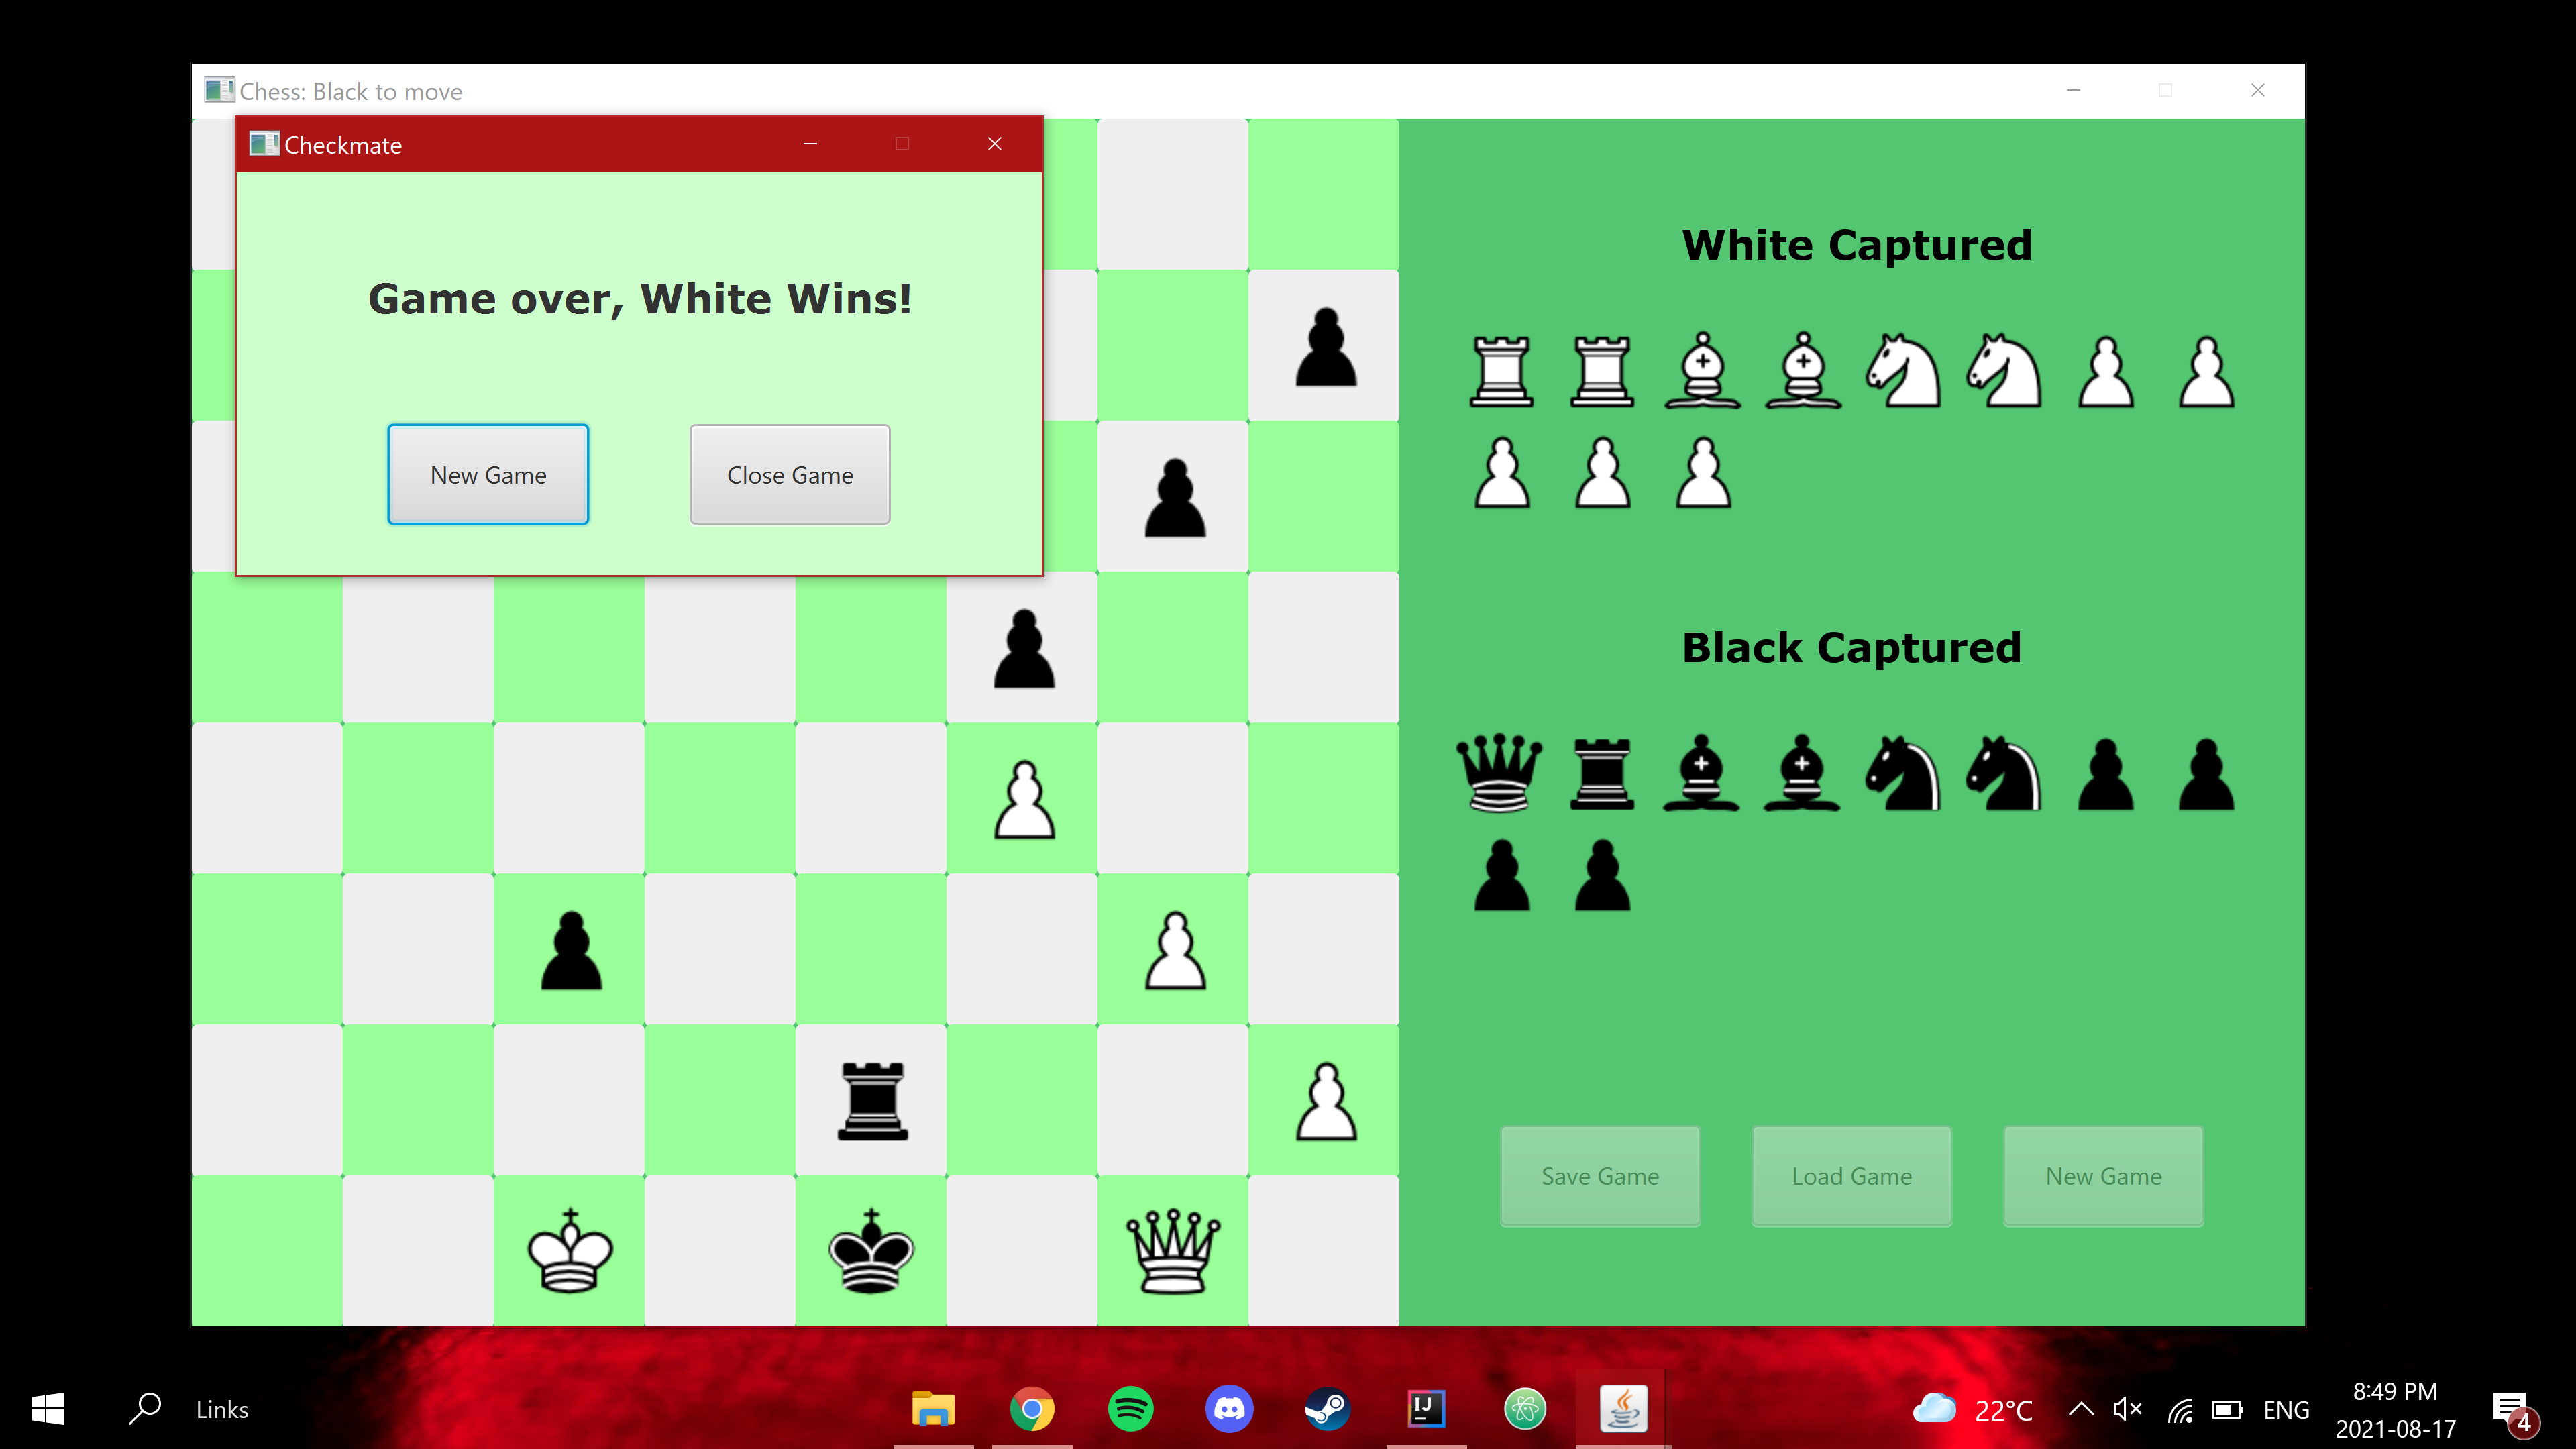 Chess: Black to move
Checkmate
Game over, White Wins!
New Game
Close Game
White Captured
Black Captured
Save Game
Load Game
New Game
Links
IJ
22°C
ENG
8:49 PM
2021-08-17
4